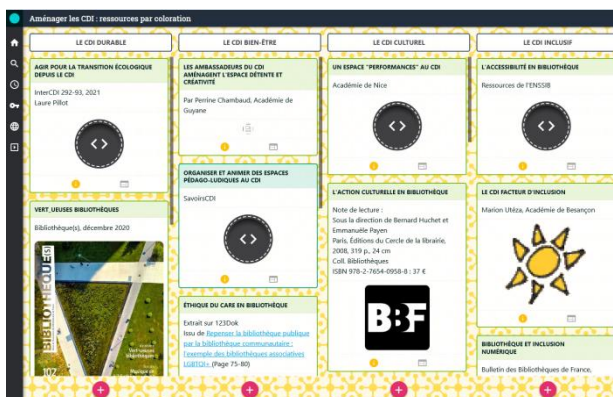 Aménager les CDI : ressources par coloration
LE CDI DURABLE
AGIR POUR LA TRANSITION ÉCOLOGIQUE
DEPUIS LE CDI
InterCDI 292-93, 2021
Laure Pillot
VERT_UEUSES BIBLIOTHÈQUES
Bibliothèque(s), décembre 2020
BIBLIOTHÈQUE(S)
102
LE CDI BIEN-ÊTRE
LES AMBASSADEURS DU CDI
AMÉNAGENT L'ESPACE DÉTENTE ET
CRÉATIVITÉ
Par Perrine Chambaud, Académie de
Guyane
ORGANISER ET ANIMER DES ESPACES
PÉDAGO-LUDIQUES AU CDI
SavoirsCDI
ÉTHIQUE DU CARE EN BIBLIOTHÈQUE
Extrait sur 123Dok
Issu de Repenser la bibliothèque publique
par la bibliothèque communautaire :
l'exemple des bibliothèques associatives
LGBTQI+ (Page 75-80)
LE CDI CULTUREL
UN ESPACE "PERFORMANCES" AU CDI
Académie de Nice
L'ACTION CULTURELLE EN BIBLIOTHÈQUE
Note de lecture :
Sous la direction de Bernard Huchet et
Emmanuèle Payen
Paris, Éditions du Cercle de la librairie,
2008, 319 p., 24 cm
Coll. Bibliothèques
ISBN 978-2-7654-0958-8 : 37 €
BBF
LE CDI INCLUSIF
L'ACCESSIBILITÉ EN BIBLIOTHÈQUE
Ressources de l'ENSSIB
LE CDI FACTEUR D'INCLUSION
Marion Utéza, Académie de Besançon
BIBLIOTHÈQUE ET INCLUSION
NUMÉRIQUE
Bulletin des Bibliothèques de France,